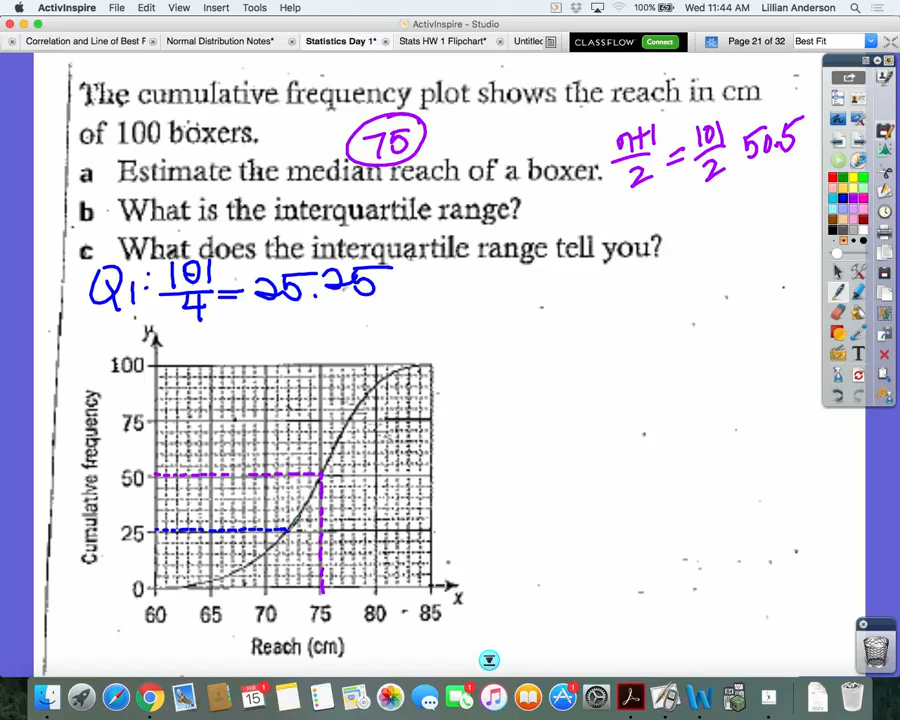 ActivInspire File Edit View Insert Tools Help 100% Wed 11:44 AM Lillian Anderson
ActivInspire - Studio
Correlation and Line of Best F Normal Distribution Notes* Statistics Day 1* Stats HW 1 Flipchart* Untitled CLASSFLOW Connect Page 21 of 32 Best Fit
The cumulative frequency plot shows the reach in cm
of 100 boxers.
75
n+1/2 = 101/2 50.5
a Estimate the median reach of a boxer.
b What is the interquartile range?
c What does the interquartile range tell you?
Q1: 101/4 = 25.25
y
100
75
50
25
0
Cumulative frequency
60 65 70 75 80 85 x
Reach (cm)
FEB 15